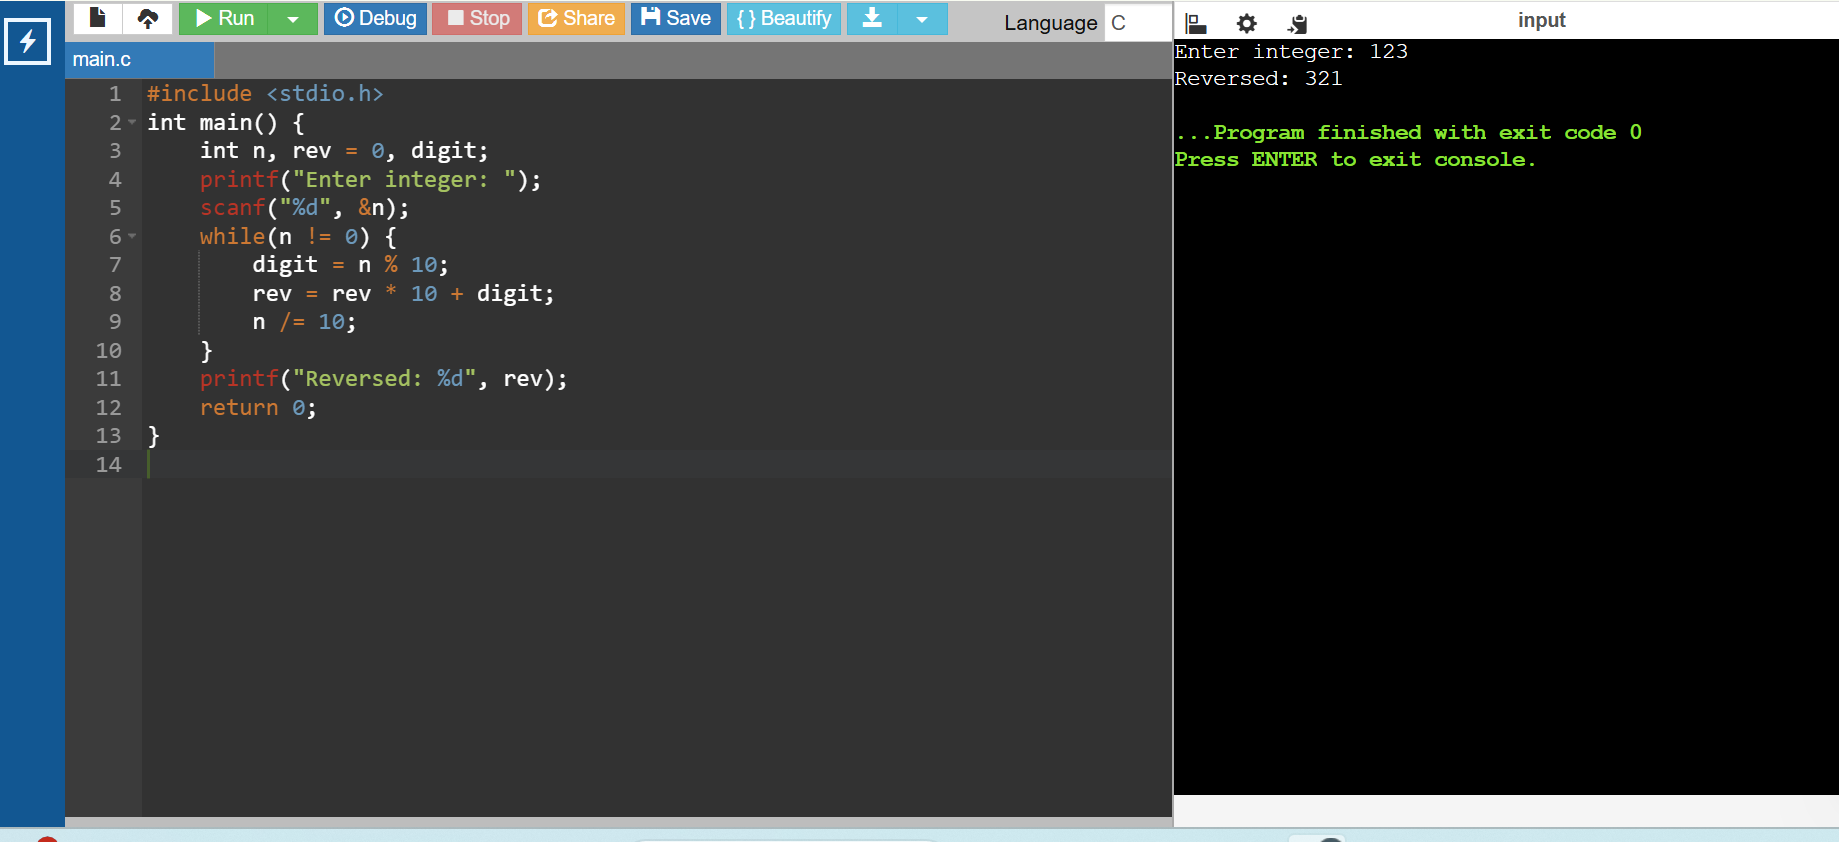 Run Debug Stop Share Save { } Beautify Language C
main.c
1 #include <stdio.h>
2 int main() {
3     int n, rev = 0, digit;
4     printf("Enter integer: ");
5     scanf("%d", &n);
6     while(n != 0) {
7         digit = n % 10;
8         rev = rev * 10 + digit;
9         n /= 10;
10     }
11     printf("Reversed: %d", rev);
12     return 0;
13 }
14
input
Enter integer: 123
Reversed: 321
...Program finished with exit code 0
Press ENTER to exit console.